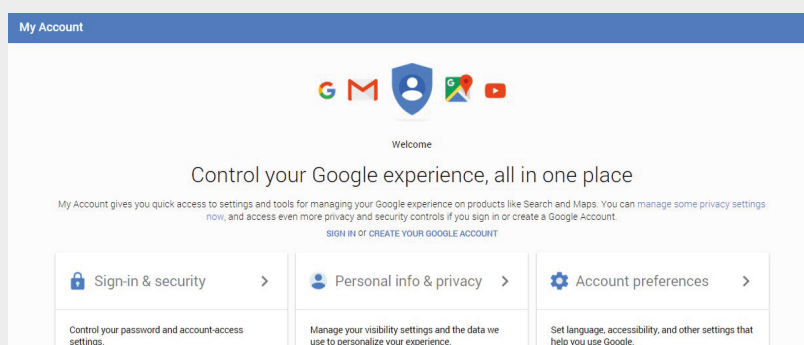 My Account
Welcome
Control your Google experience, all in one place
My Account gives you quick access to settings and tools for managing your Google experience on products like Search and Maps. You can manage some privacy settings
now, and access even more privacy and security controls if you sign in or create a Google Account.
SIGN IN or CREATE YOUR GOOGLE ACCOUNT
Sign-in & security
Personal info & privacy
Account preferences
Control your password and account-access
settings.
Manage your visibility settings and the data we
use to personalize your experience.
Set language, accessibility, and other settings that
help you use Google.